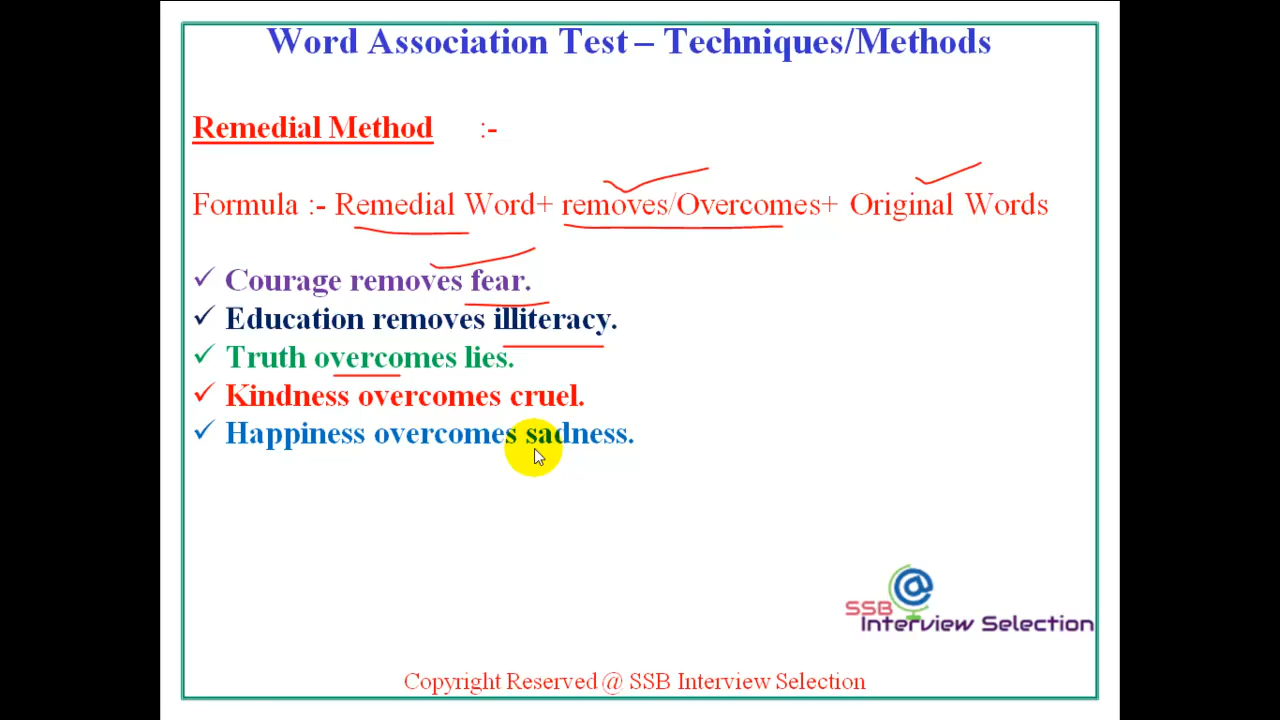 Word Association Test – Techniques/Methods
Remedial Method :-
Formula :- Remedial Word+ removes/Overcomes+ Original Words
✓ Courage removes fear.
✓ Education removes illiteracy.
✓ Truth overcomes lies.
✓ Kindness overcomes cruel.
✓ Happiness overcomes sadness.
SSB
Interview Selection
Copyright Reserved @ SSB Interview Selection